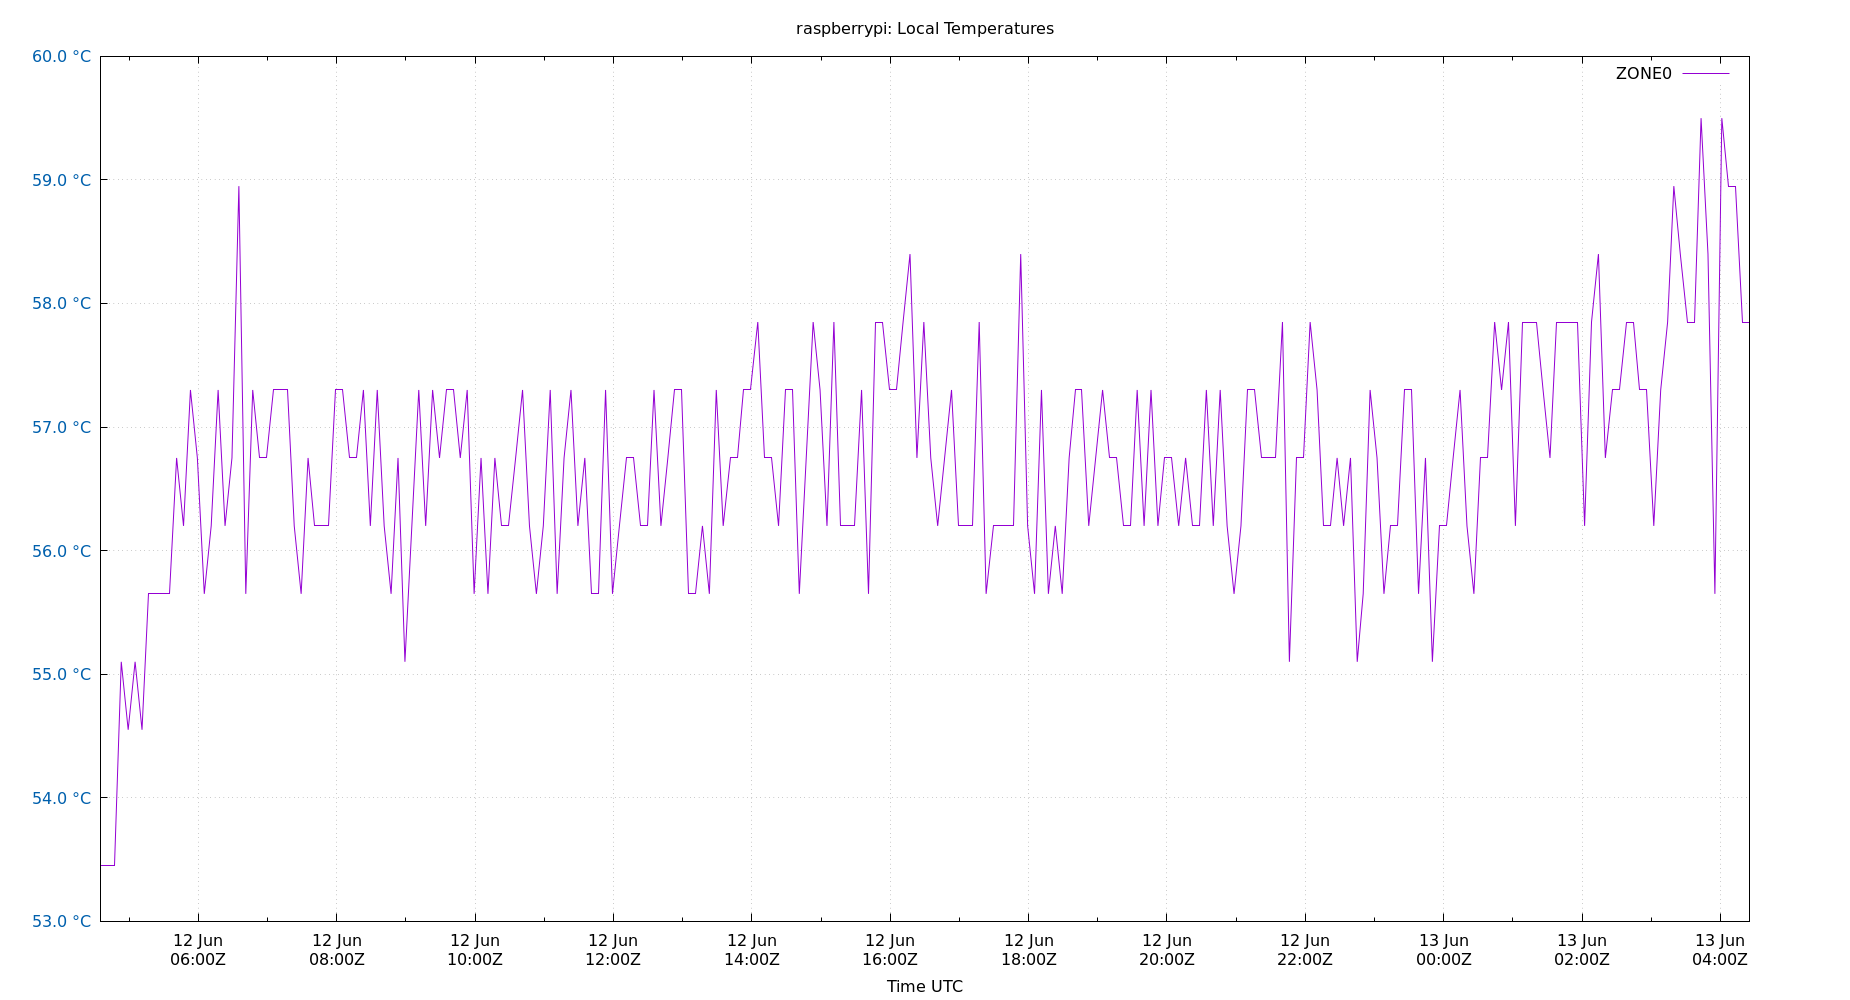 raspberrypi: Local Temperatures
60.0 °C
59.0 °C
58.0 °C
57.0 °C
56.0 °C
55.0 °C
54.0 °C
53.0 °C
ZONE0
12 Jun 12 Jun 12 Jun 12 Jun 12 Jun 12 Jun 12 Jun 12 Jun 12 Jun 13 Jun 13 Jun 13 Jun
06:00Z 08:00Z 10:00Z 12:00Z 14:00Z 16:00Z 18:00Z 20:00Z 22:00Z 00:00Z 02:00Z 04:00Z
Time UTC